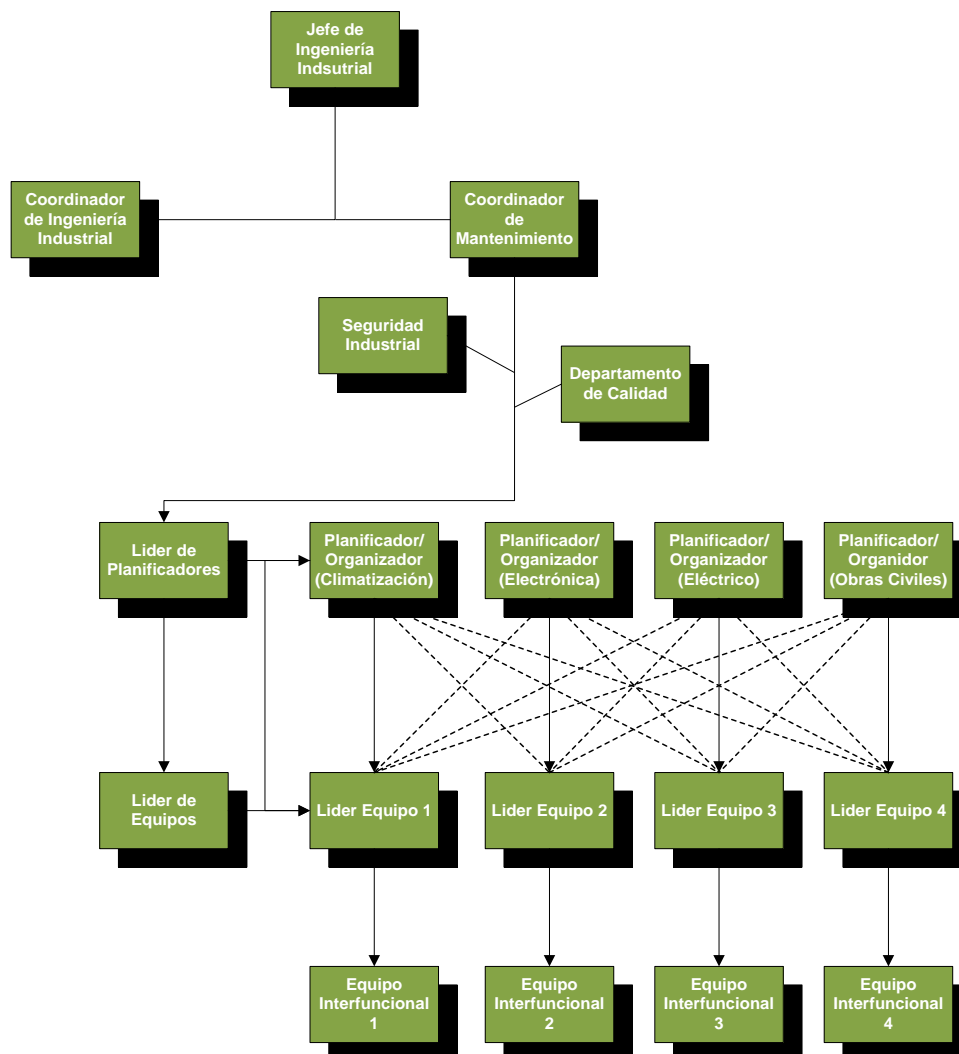 Jefe de
Ingeniería
Indsutrial
Coordinador
de Ingeniería
Industrial
Coordinador
de
Mantenimiento
Seguridad
Industrial
Departamento
de Calidad
Lider de
Planificadores
Planificador/
Organizador
(Climatización)
Planificador/
Organizador
(Electrónica)
Planificador/
Organizador
(Eléctrico)
Planificador/
Organidor
(Obras Civiles)
Lider de
Equipos
Lider Equipo 1
Lider Equipo 2
Lider Equipo 3
Lider Equipo 4
Equipo
Interfuncional
1
Equipo
Interfuncional
2
Equipo
Interfuncional
3
Equipo
Interfuncional
4